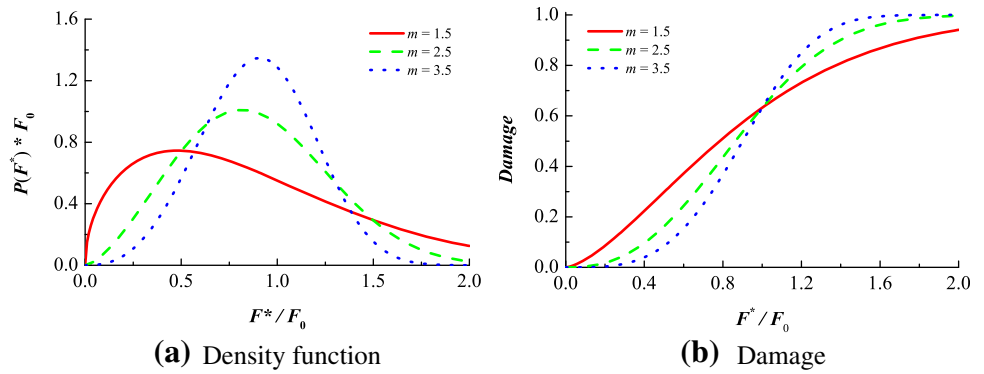 1.6
1.2
0.8
0.4
0.0
0.0 0.5 1.0 1.5 2.0
P(F*) * F0
F*/F0
m = 1.5
m = 2.5
m = 3.5
(a) Density function
1.0
0.8
0.6
0.4
0.2
0.0
0.0 0.4 0.8 1.2 1.6 2.0
Damage
F*/F0
m = 1.5
m = 2.5
m = 3.5
(b) Damage